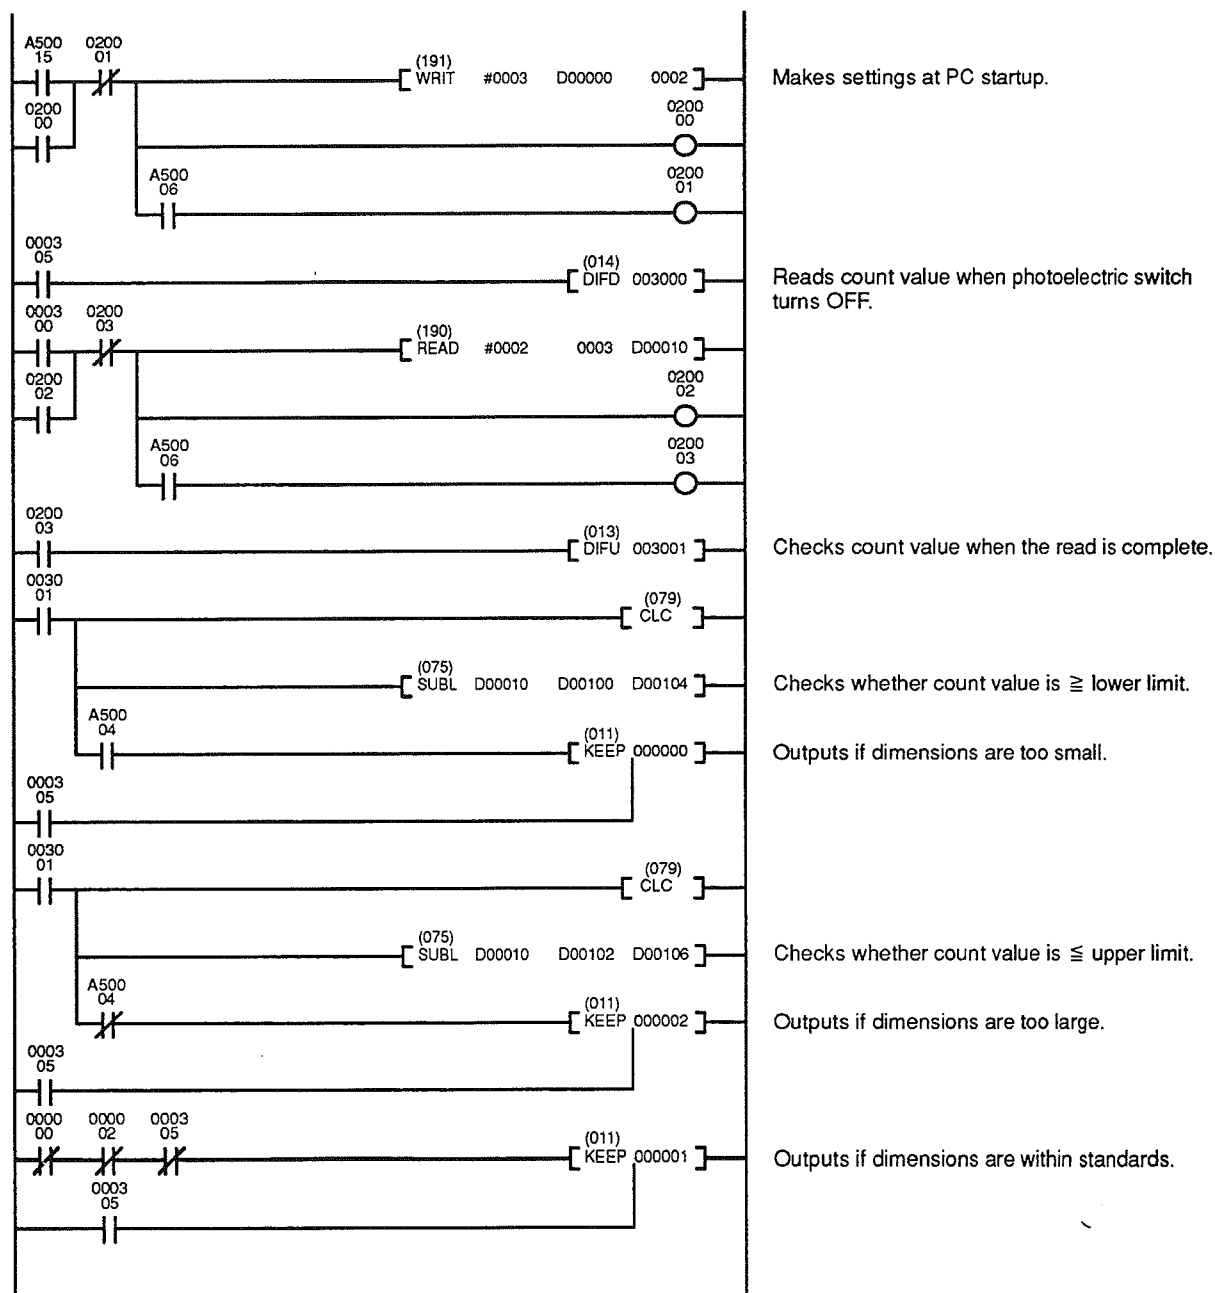 A500 15
0200 01
(191)
WRIT #0003 D00000 0002
Makes settings at PC startup.
0200 00
0200 00
A500 06
0200 01
0003 05
(014)
DIFD 003000
Reads count value when photoelectric switch
turns OFF.
0003 00
0200 03
(190)
READ #0002 0003 D00010
0200 02
0200 02
A500 06
0200 03
0200 03
(013)
DIFU 003001
Checks count value when the read is complete.
0030 01
(079)
CLC
(075)
SUBL D00010 D00100 D00104
Checks whether count value is ≧ lower limit.
A500 04
(011)
KEEP 000000
Outputs if dimensions are too small.
0003 05
0030 01
(079)
CLC
(075)
SUBL D00010 D00102 D00106
Checks whether count value is ≦ upper limit.
A500 04
(011)
KEEP 000002
Outputs if dimensions are too large.
0003 05
0000 00
0000 02
0003 05
(011)
KEEP 000001
Outputs if dimensions are within standards.
0003 05